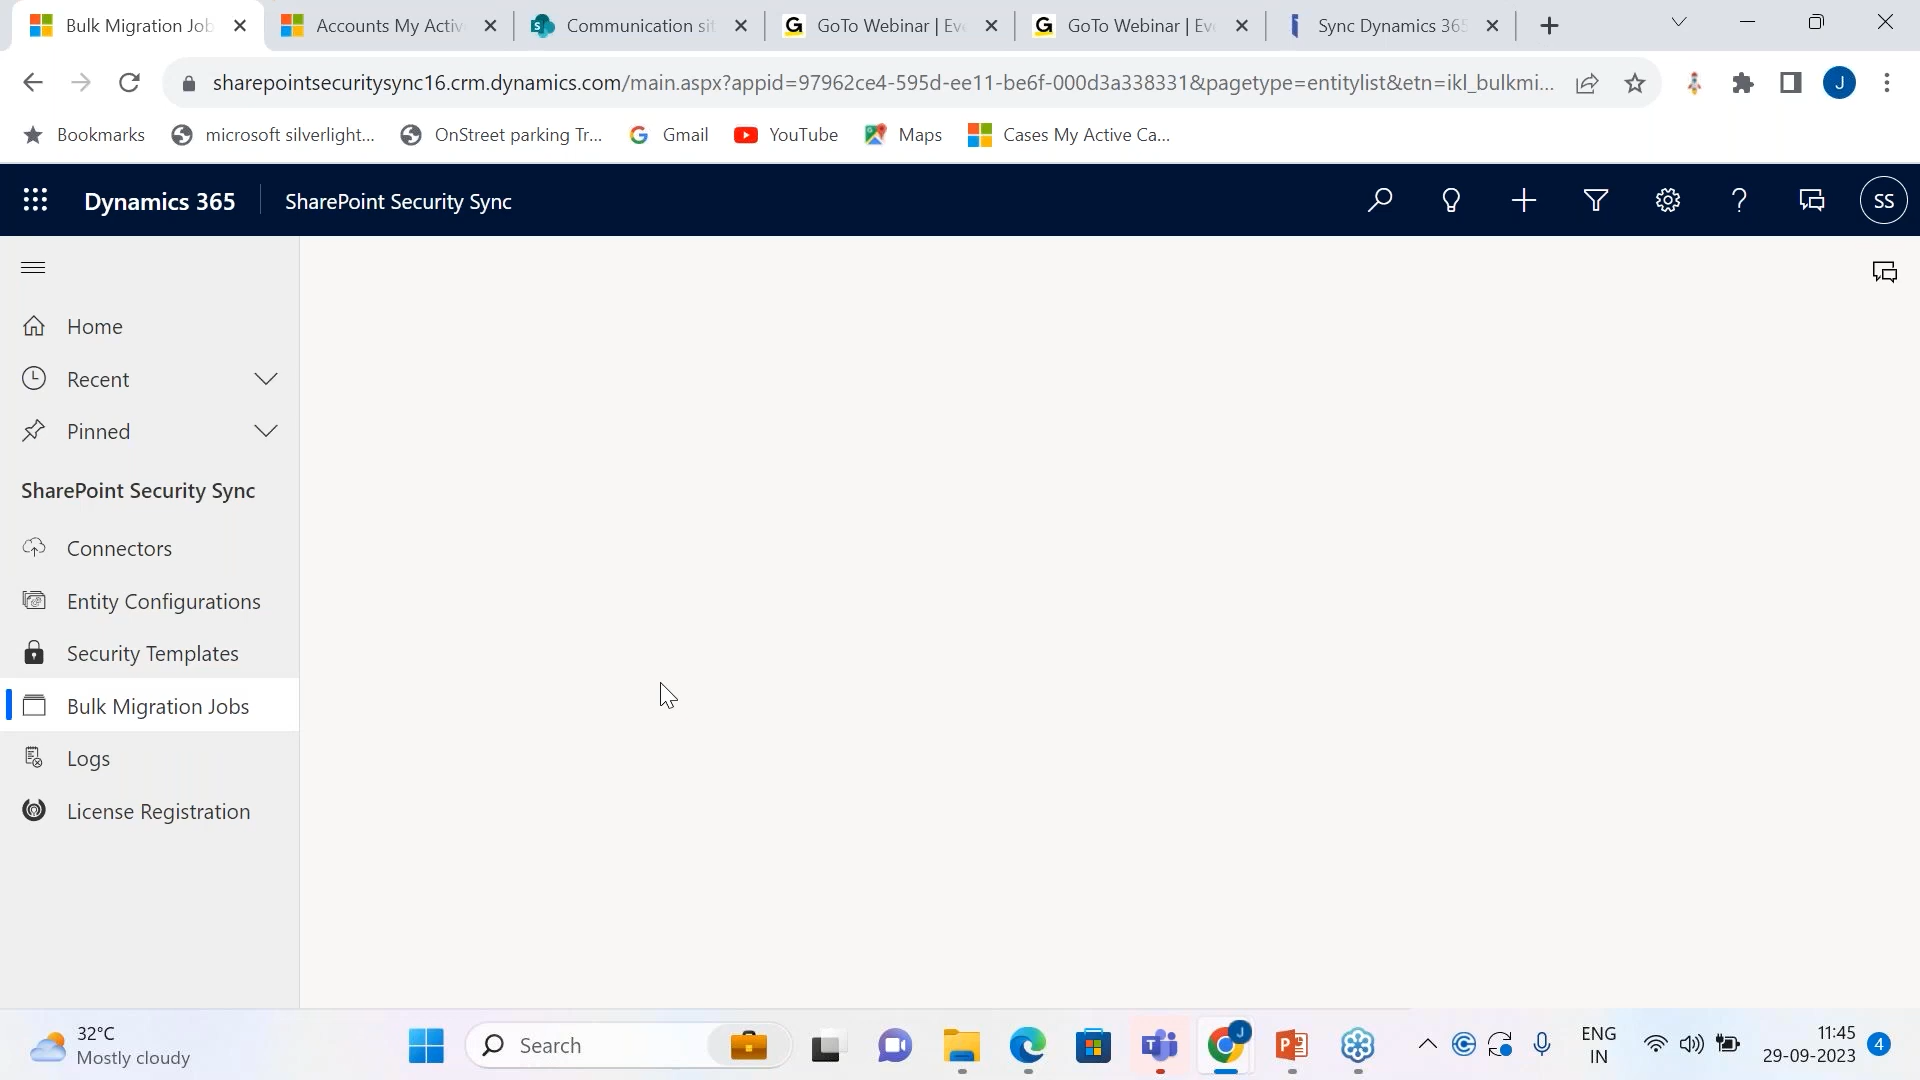 Bulk Migration Job
Accounts My Activ
Communication sit
GoTo Webinar | Ev
GoTo Webinar | Ev
Sync Dynamics 365
sharepointsecuritysync16.crm.dynamics.com/main.aspx?appid=97962ce4-595d-ee11-be6f-000d3a338331&pagetype=entitylist&etn=ikl_bulkmi...
J
Bookmarks
microsoft silverlight...
OnStreet parking Tr...
Gmail
YouTube
Maps
Cases My Active Ca...
Dynamics 365
SharePoint Security Sync
SS
Home
Recent
Pinned
SharePoint Security Sync
Connectors
Entity Configurations
Security Templates
Bulk Migration Jobs
Logs
License Registration
32°C
Mostly cloudy
Search
J
ENG
IN
11:45
29-09-2023
4